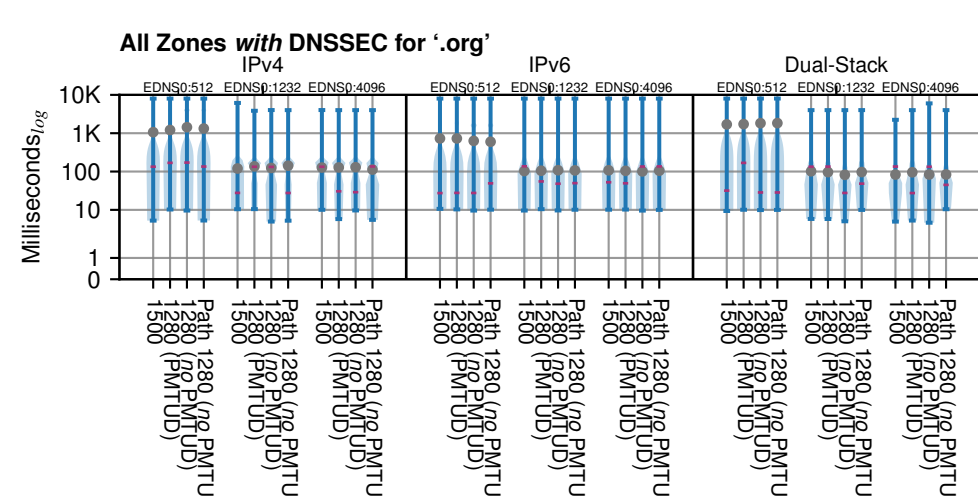 All Zones with DNSSEC for ‘.org’
IPv4
IPv6
Dual-Stack
EDNS0:512
EDNS0:1232
EDNS0:4096
EDNS0:512
EDNS0:1232
EDNS0:4096
EDNS0:512
EDNS0:1232
EDNS0:4096
Milliseconds log
10K
1K
100
10
1
0
1500
1280 (PMTUD)
1280 (no PMTUD)
Path 1280 (no PMTU
1500
1280 (PMTUD)
1280 (no PMTUD)
Path 1280 (no PMTU
1500
1280 (PMTUD)
1280 (no PMTUD)
Path 1280 (no PMTU
1500
1280 (PMTUD)
1280 (no PMTUD)
Path 1280 (no PMTU
1500
1280 (PMTUD)
1280 (no PMTUD)
Path 1280 (no PMTU
1500
1280 (PMTUD)
1280 (no PMTUD)
Path 1280 (no PMTU
1500
1280 (PMTUD)
1280 (no PMTUD)
Path 1280 (no PMTU
1500
1280 (PMTUD)
1280 (no PMTUD)
Path 1280 (no PMTU
1500
1280 (PMTUD)
1280 (no PMTUD)
Path 1280 (no PMTU